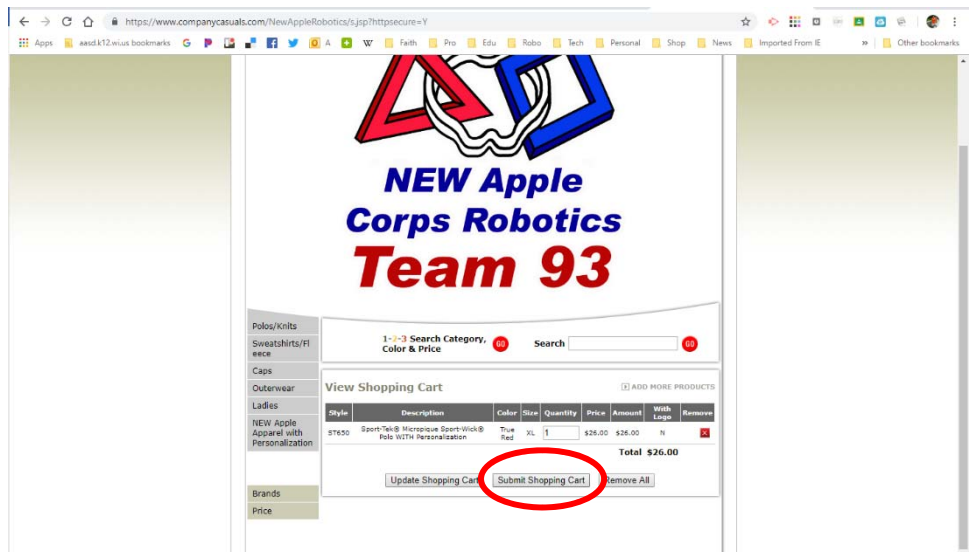 https://www.companycasuals.com/NewAppleRobotics/s.jsp?httpsecure=Y
Apps aasd.k12.wi.us bookmarks G A W Faith Pro Edu Robo Tech Personal Shop News Imported From IE » Other bookmarks
NEW Apple
Corps Robotics
Team 93
Polos/Knits
Sweatshirts/Fl
eece
Caps
Outerwear
Ladies
NEW Apple
Apparel with
Personalization
Brands
Price
1-2-3 Search Category,
Color & Price
GO
Search
GO
View Shopping Cart
ADD MORE PRODUCTS
Style Description Color Size Quantity Price Amount With Logo Remove
ST650 Sport-Tek® Micropique Sport-Wick® Polo WITH Personalization True Red XL 1 $26.00 $26.00 N X
Total $26.00
Update Shopping Cart Submit Shopping Cart Remove All